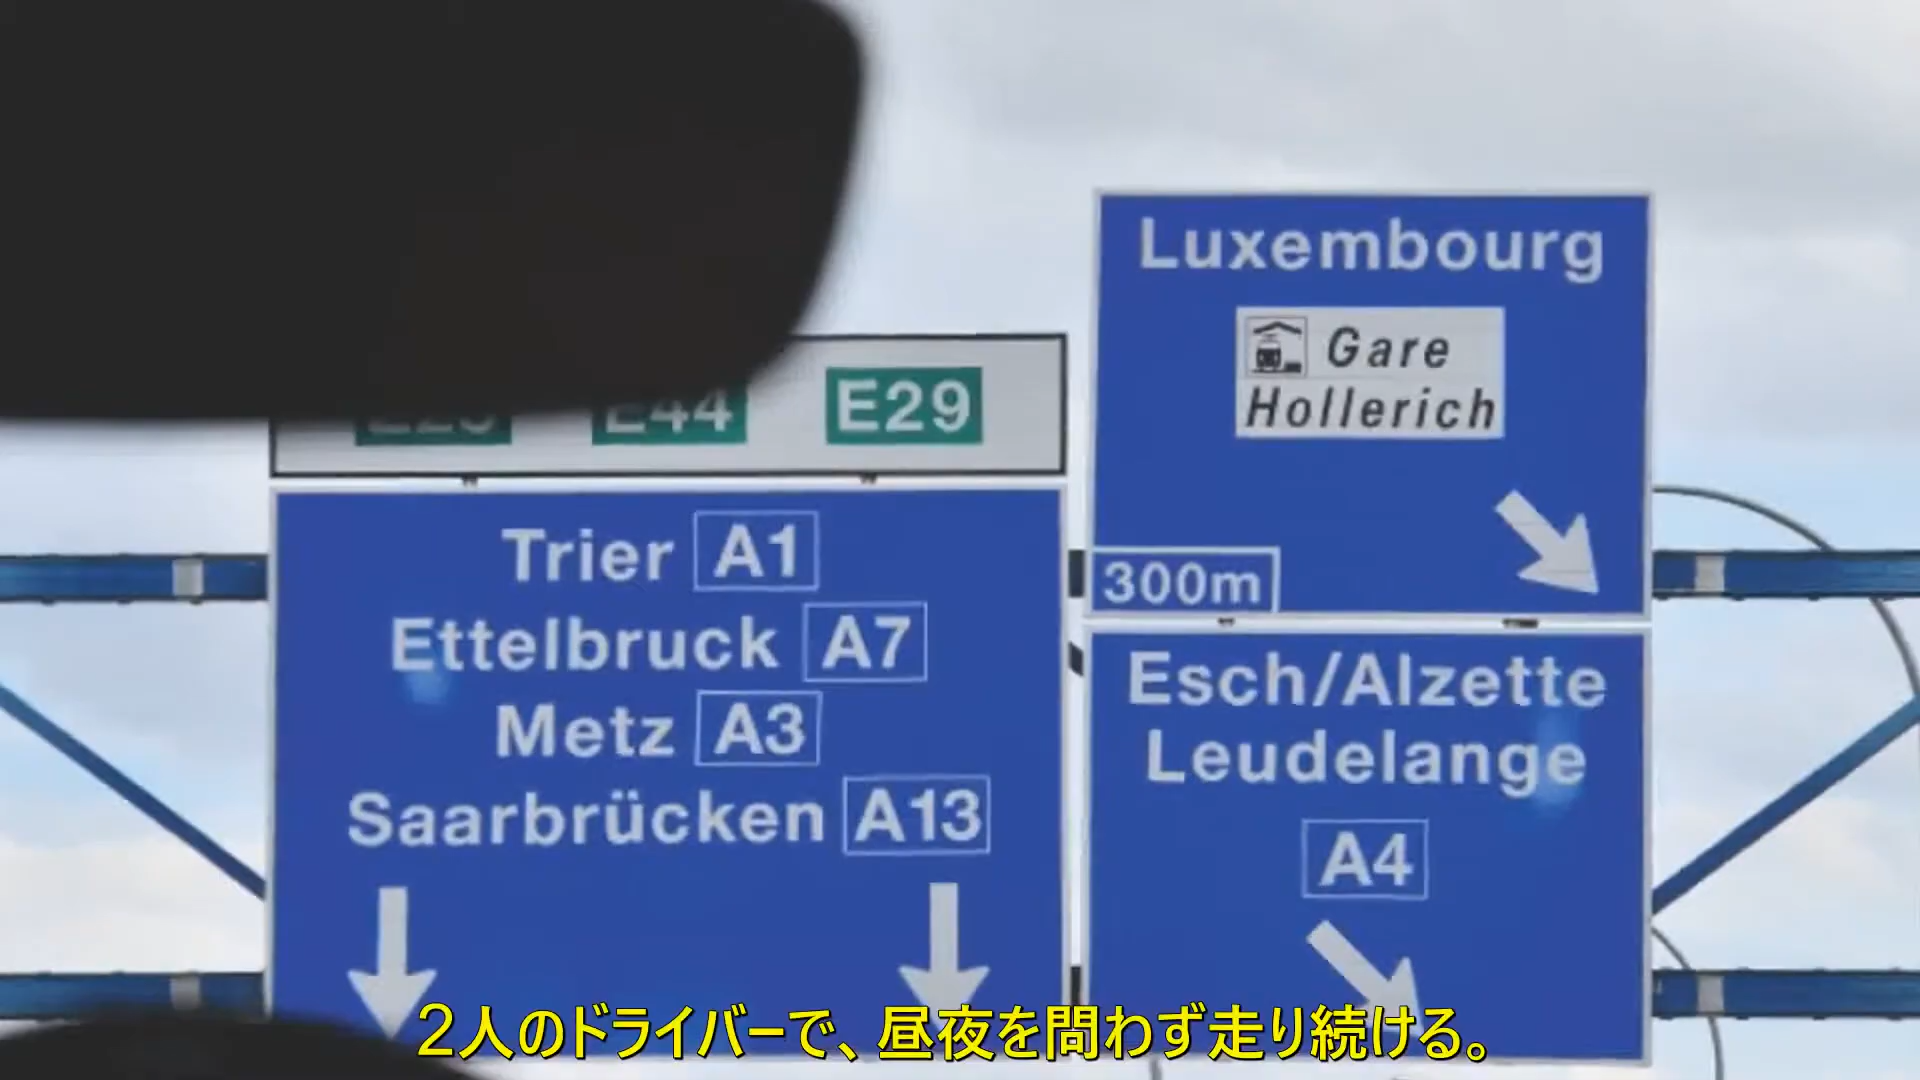 E44 E29
Trier A1
Ettelbruck A7
Metz A3
Saarbrücken A13
Luxembourg
Gare
Hollerich
300m
Esch/Alzette
Leudelange
A4
2人のドライバーで、昼夜を問わず走り続ける。